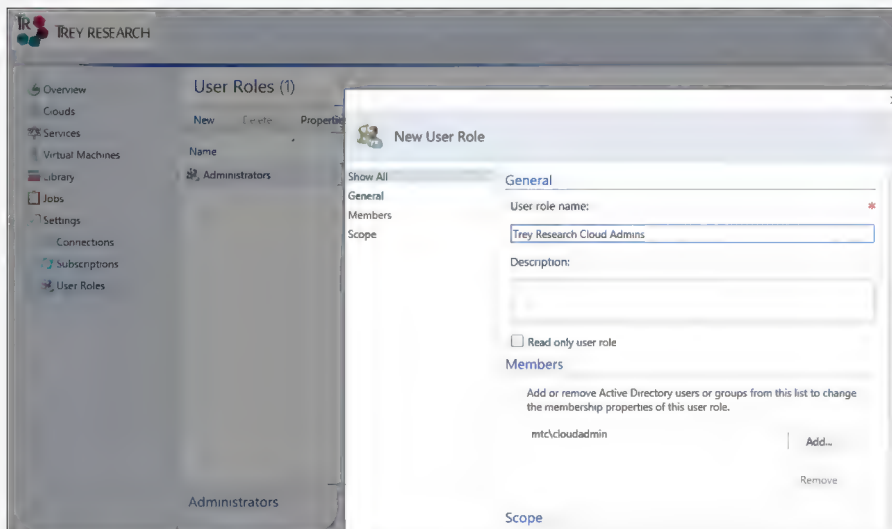 TR
TREY RESEARCH
Overview
Clouds
Services
Virtual Machines
Library
Jobs
Settings
Connections
Subscriptions
User Roles
User Roles (1)
New Delete Properties
Name
Administrators
Administrators
New User Role
Show All
General
Members
Scope
General
User role name: *
Trey Research Cloud Admins
Description:
Read only user role
Members
Add or remove Active Directory users or groups from this list to change
the membership properties of this user role.
mtc\cloudadmin
Add...
Remove
Scope